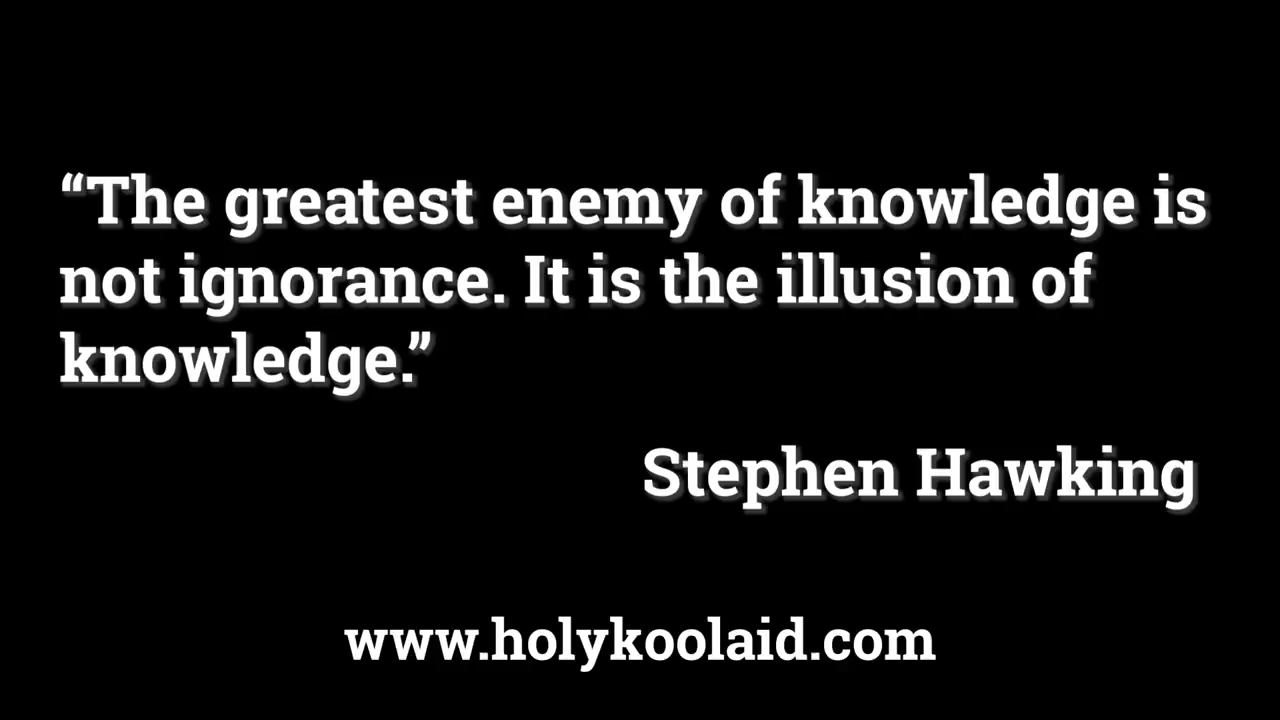 “The greatest enemy of knowledge is
not ignorance. It is the illusion of
knowledge.”
Stephen Hawking
www.holykoolaid.com